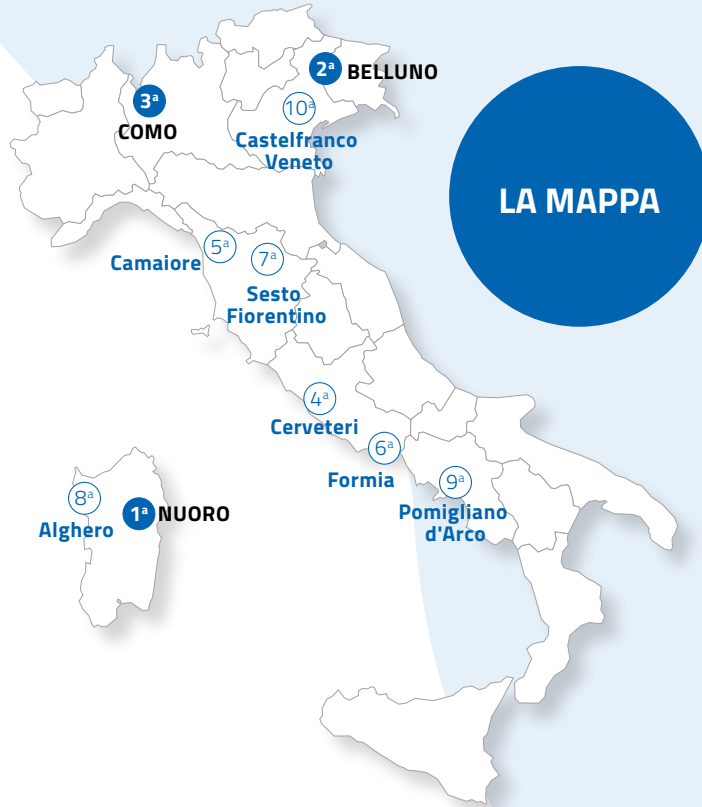 2ª BELLUNO
3ª
COMO
10ª
Castelfranco
Veneto
LA MAPPA
5ª
Camaiore
7ª
Sesto
Fiorentino
4ª
Cerveteri
6ª
Formia
9ª
Pomigliano
d'Arco
8ª
Alghero
1ª NUORO